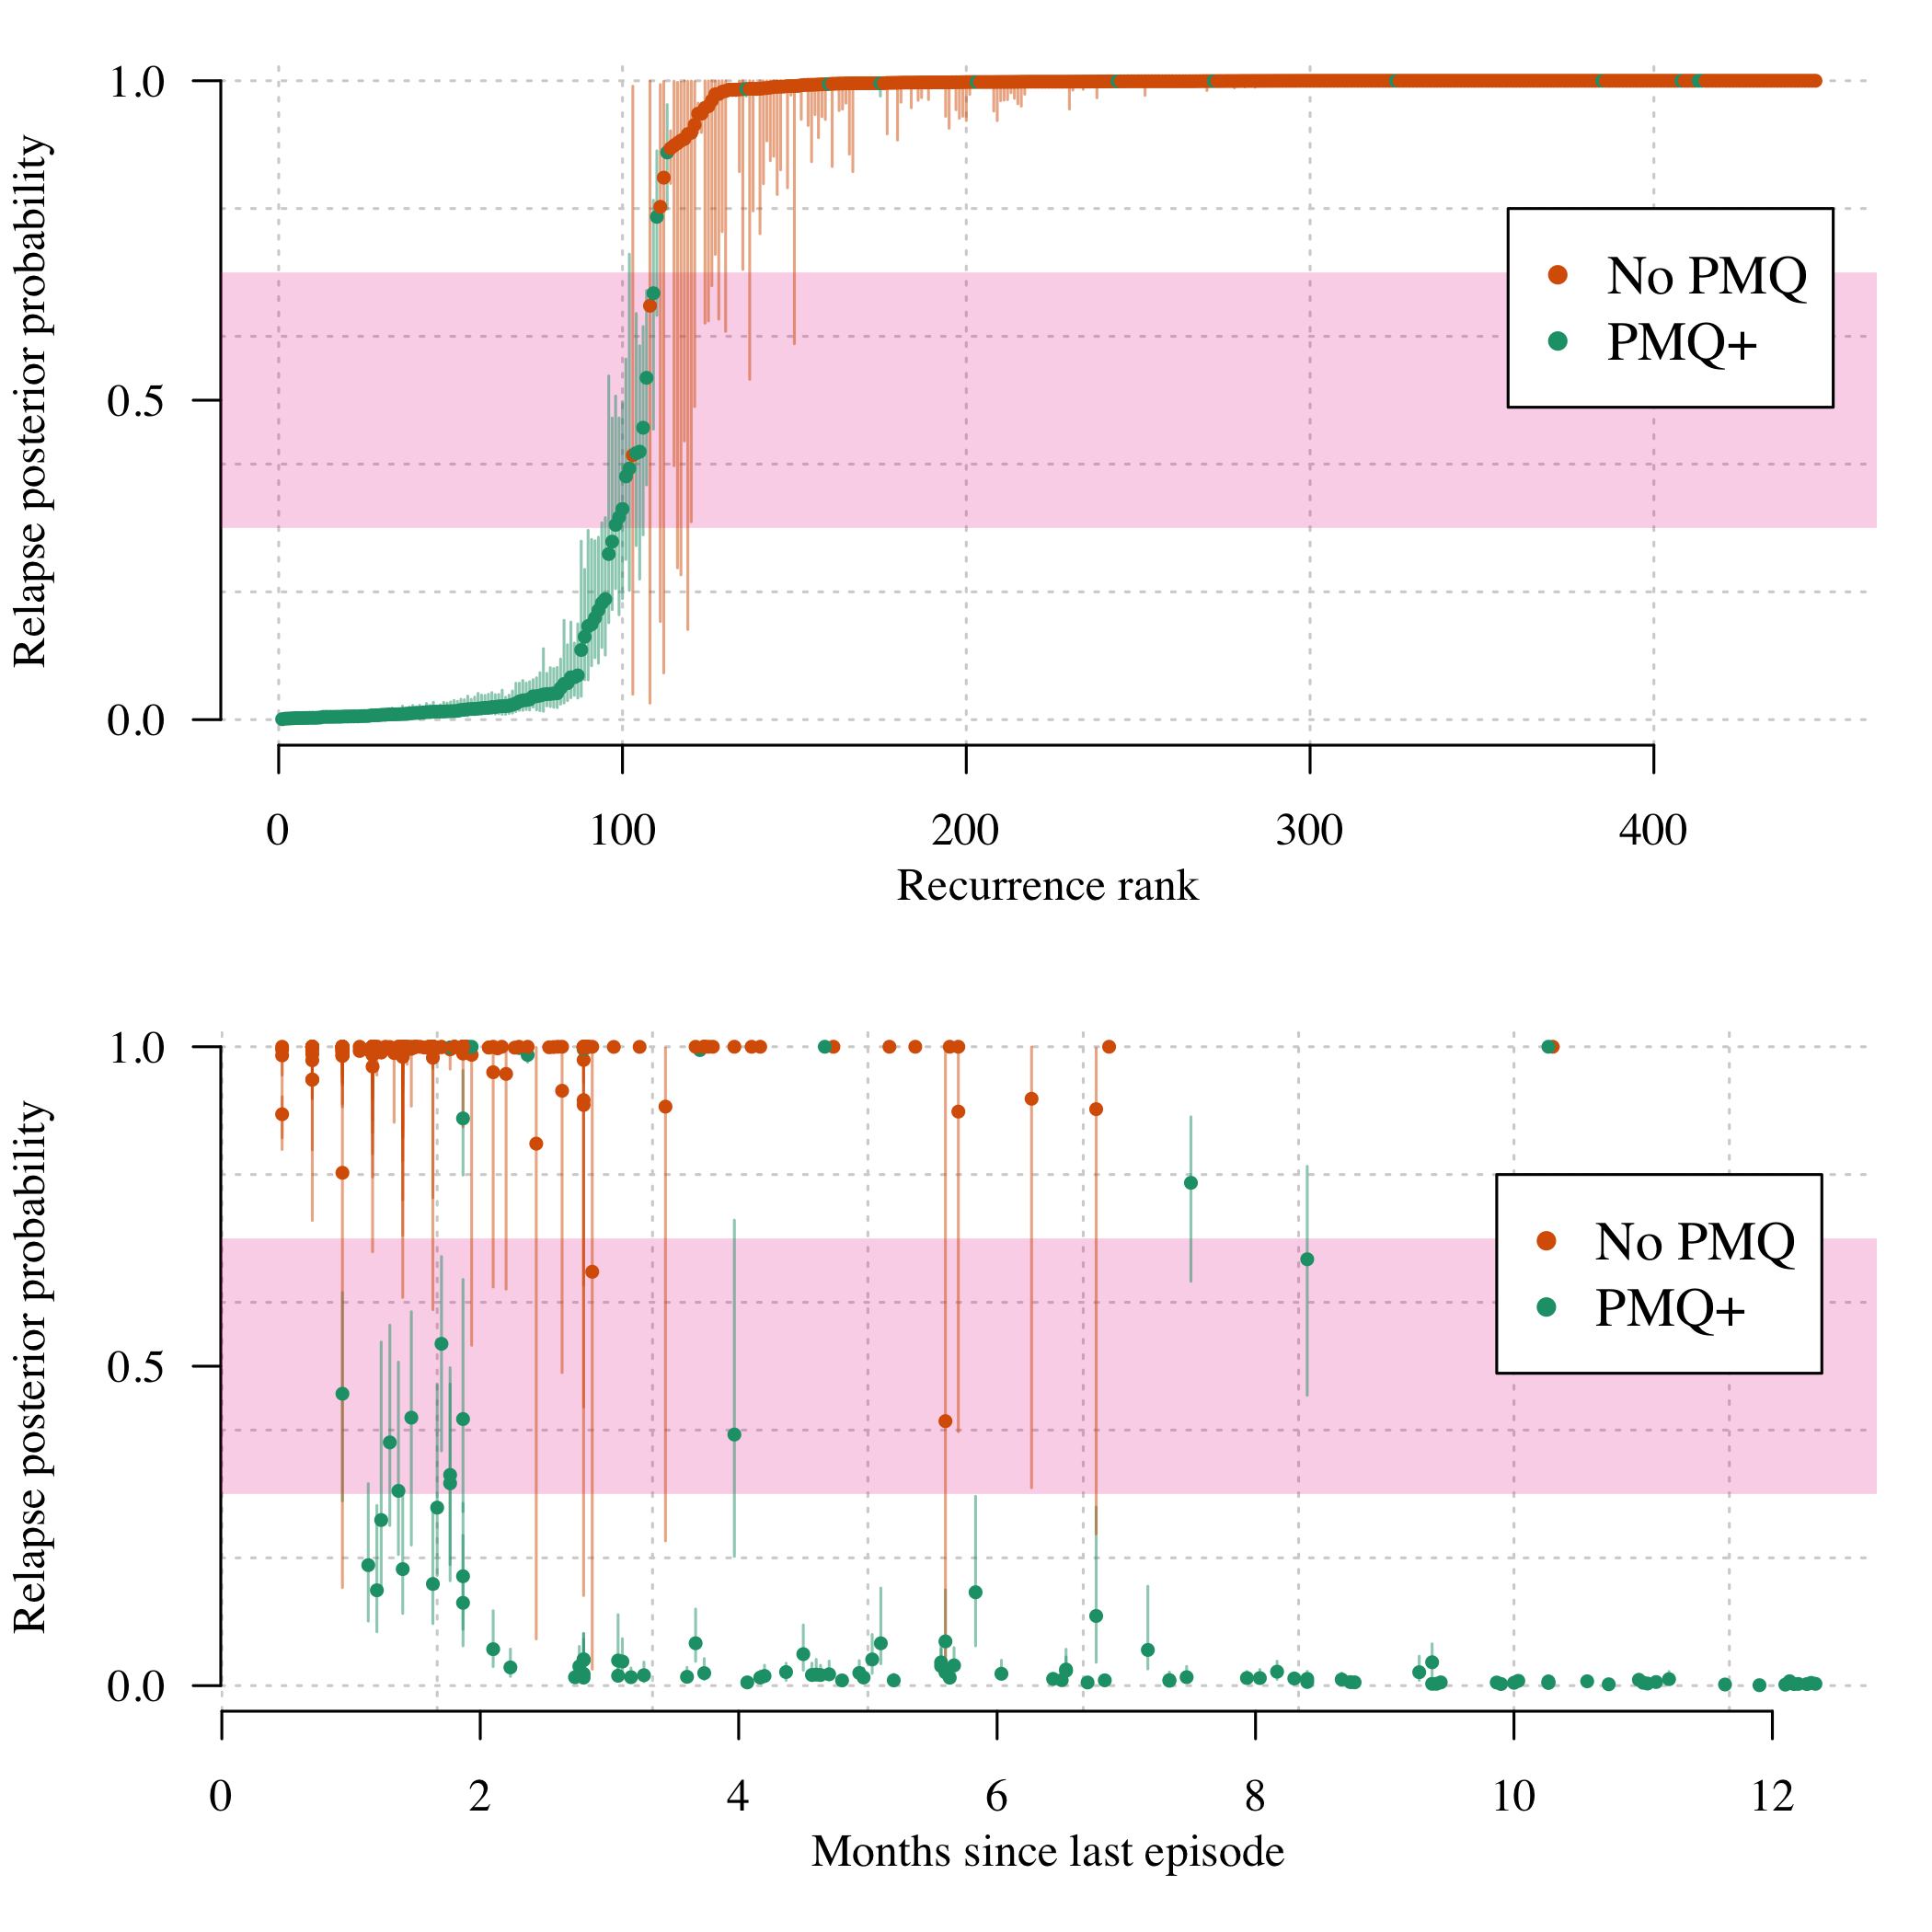 Relapse posterior probability
1.0
0.5
0.0
No PMQ
PMQ+
0 100 200 300 400
Recurrence rank
Relapse posterior probability
1.0
0.5
0.0
No PMQ
PMQ+
0 2 4 6 8 10 12
Months since last episode